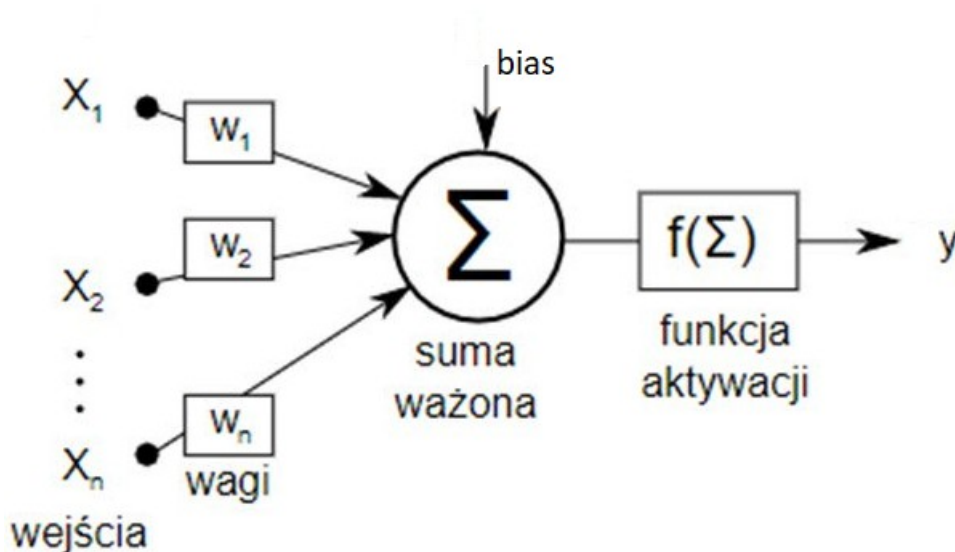 bias
X₁
w₁
Σ
f(Σ)
y
w₂
X₂
suma
ważona
funkcja
aktywacji
wₙ
Xₙ
wagi
wejścia